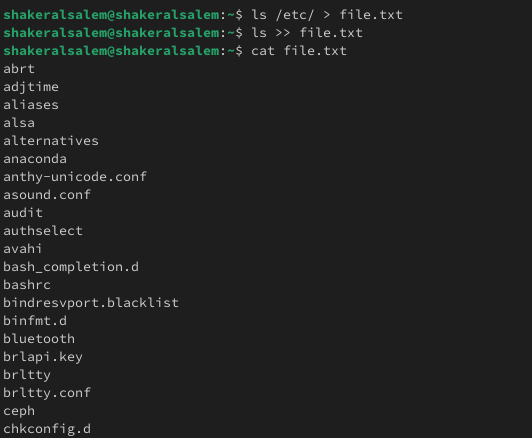 shakeralsalem@shakeralsalem:~$ ls /etc/ > file.txt
shakeralsalem@shakeralsalem:~$ ls >> file.txt
shakeralsalem@shakeralsalem:~$ cat file.txt
abrt
adjtime
aliases
alsa
alternatives
anaconda
anthy-unicode.conf
asound.conf
audit
authselect
avahi
bash_completion.d
bashrc
bindresvport.blacklist
binfmt.d
bluetooth
brlapi.key
brltty
brltty.conf
ceph
chkconfig.d